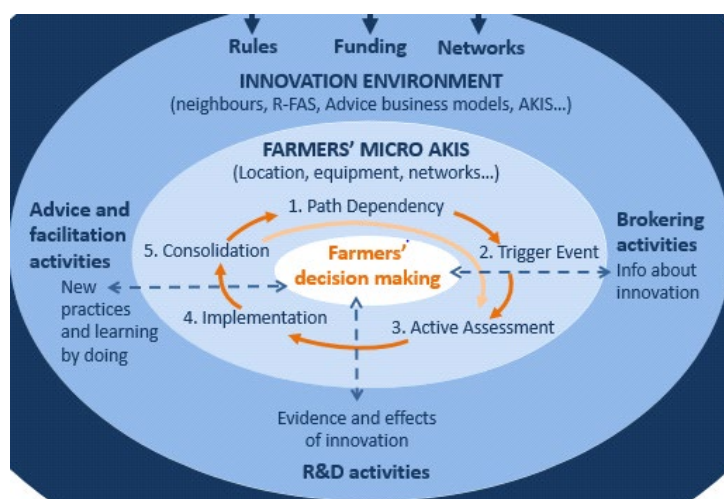 Rules
Funding
Networks
INNOVATION ENVIRONMENT
(neighbours, R-FAS, Advice business models, AKIS...)
FARMERS' MICRO AKIS
(Location, equipment, networks...)
1. Path Dependency
Advice and
facilitation
activities
New
practices
and learning
by doing
5. Consolidation
Farmers'
decision making
2. Trigger Event
Brokering
activities
Info about
innovation
4. Implementation
3. Active Assessment
Evidence and effects
of innovation
R&D activities